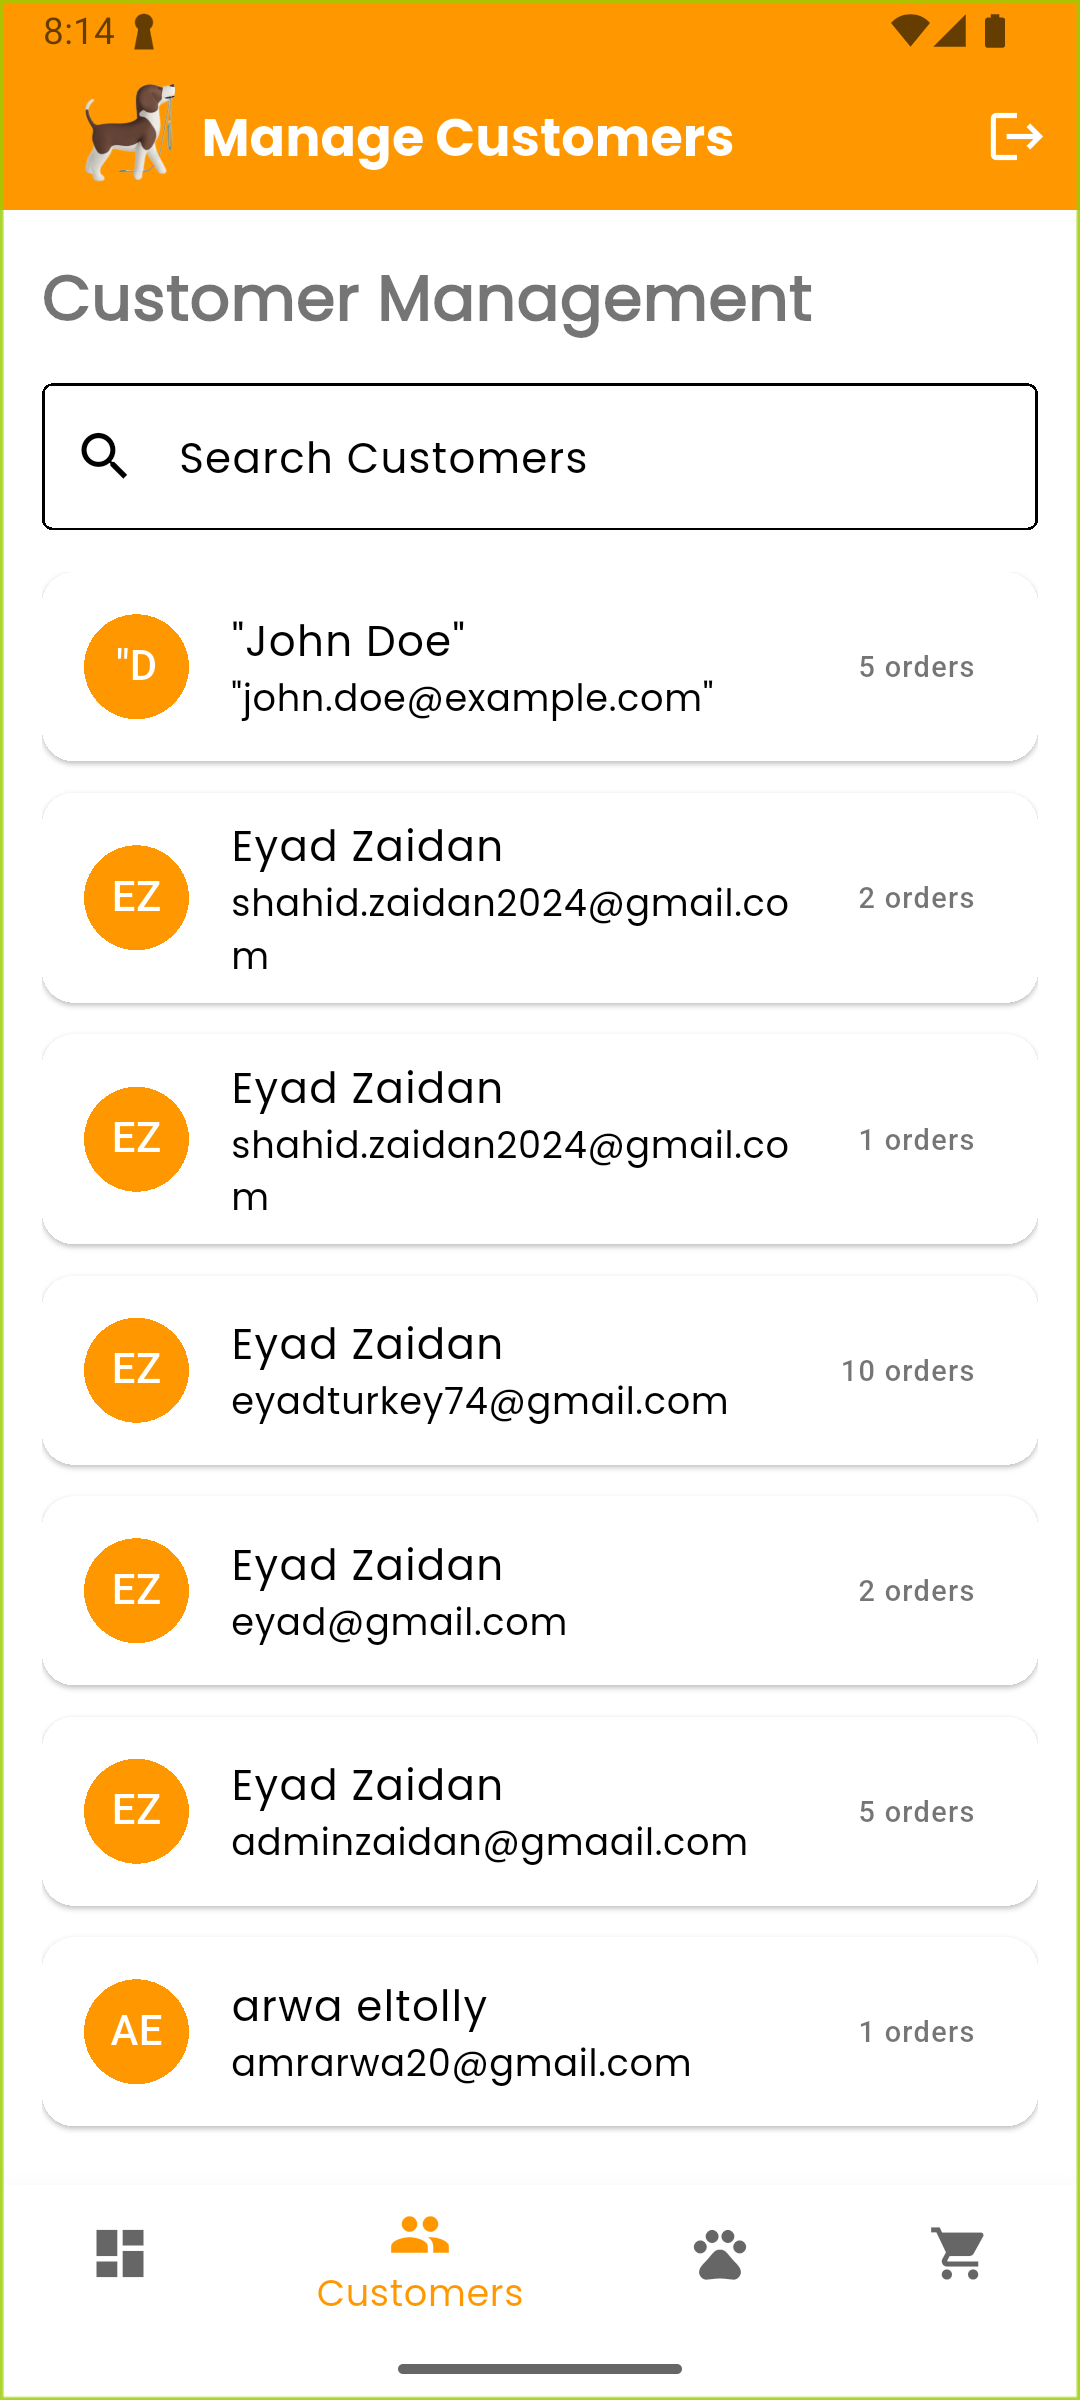 8:14
Manage Customers
Customer Management
Search Customers
"D
"John Doe"
"john.doe@example.com"
5 orders
EZ
Eyad Zaidan
shahid.zaidan2024@gmail.co
m
2 orders
EZ
Eyad Zaidan
shahid.zaidan2024@gmail.co
m
1 orders
EZ
Eyad Zaidan
eyadturkey74@gmail.com
10 orders
EZ
Eyad Zaidan
eyad@gmail.com
2 orders
EZ
Eyad Zaidan
adminzaidan@gmaail.com
5 orders
AE
arwa eltolly
amrarwa20@gmail.com
1 orders
Customers